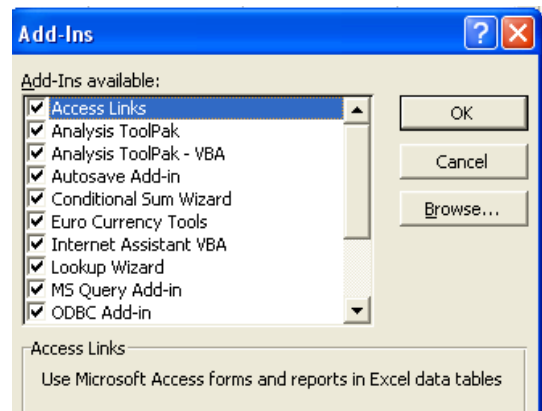 Add-Ins
Add-Ins available:
Access Links
Analysis ToolPak
Analysis ToolPak - VBA
Autosave Add-in
Conditional Sum Wizard
Euro Currency Tools
Internet Assistant VBA
Lookup Wizard
MS Query Add-in
ODBC Add-in
OK
Cancel
Browse...
Access Links
Use Microsoft Access forms and reports in Excel data tables